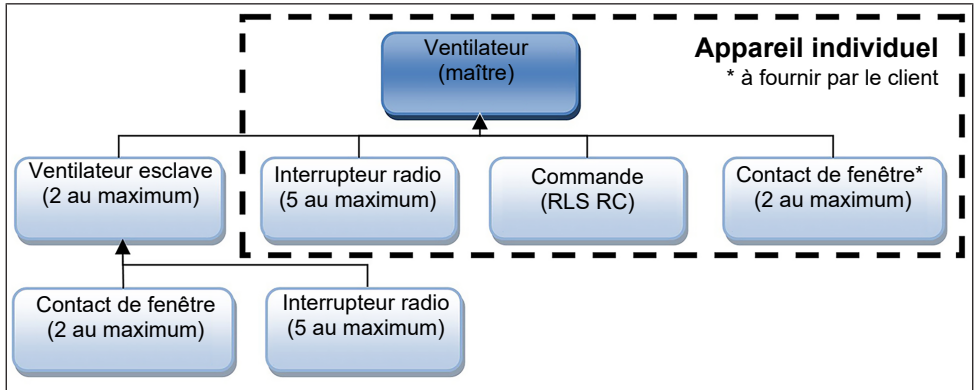 Ventilateur
(maître)
Appareil individuel
* à fournir par le client
Ventilateur esclave
(2 au maximum)
Interrupteur radio
(5 au maximum)
Commande
(RLS RC)
Contact de fenêtre*
(2 au maximum)
Contact de fenêtre
(2 au maximum)
Interrupteur radio
(5 au maximum)